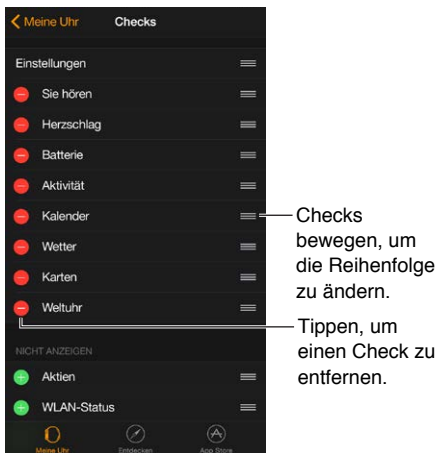 Meine Uhr Checks
Einstellungen
Sie hören
Herzschlag
Batterie
Aktivität
Kalender
Wetter
Karten
Weltuhr
NICHT ANZEIGEN
Aktien
WLAN-Status
Meine Uhr Entdecken App Store
Checks
bewegen, um
die Reihenfolge
zu ändern.
Tippen, um
einen Check zu
entfernen.